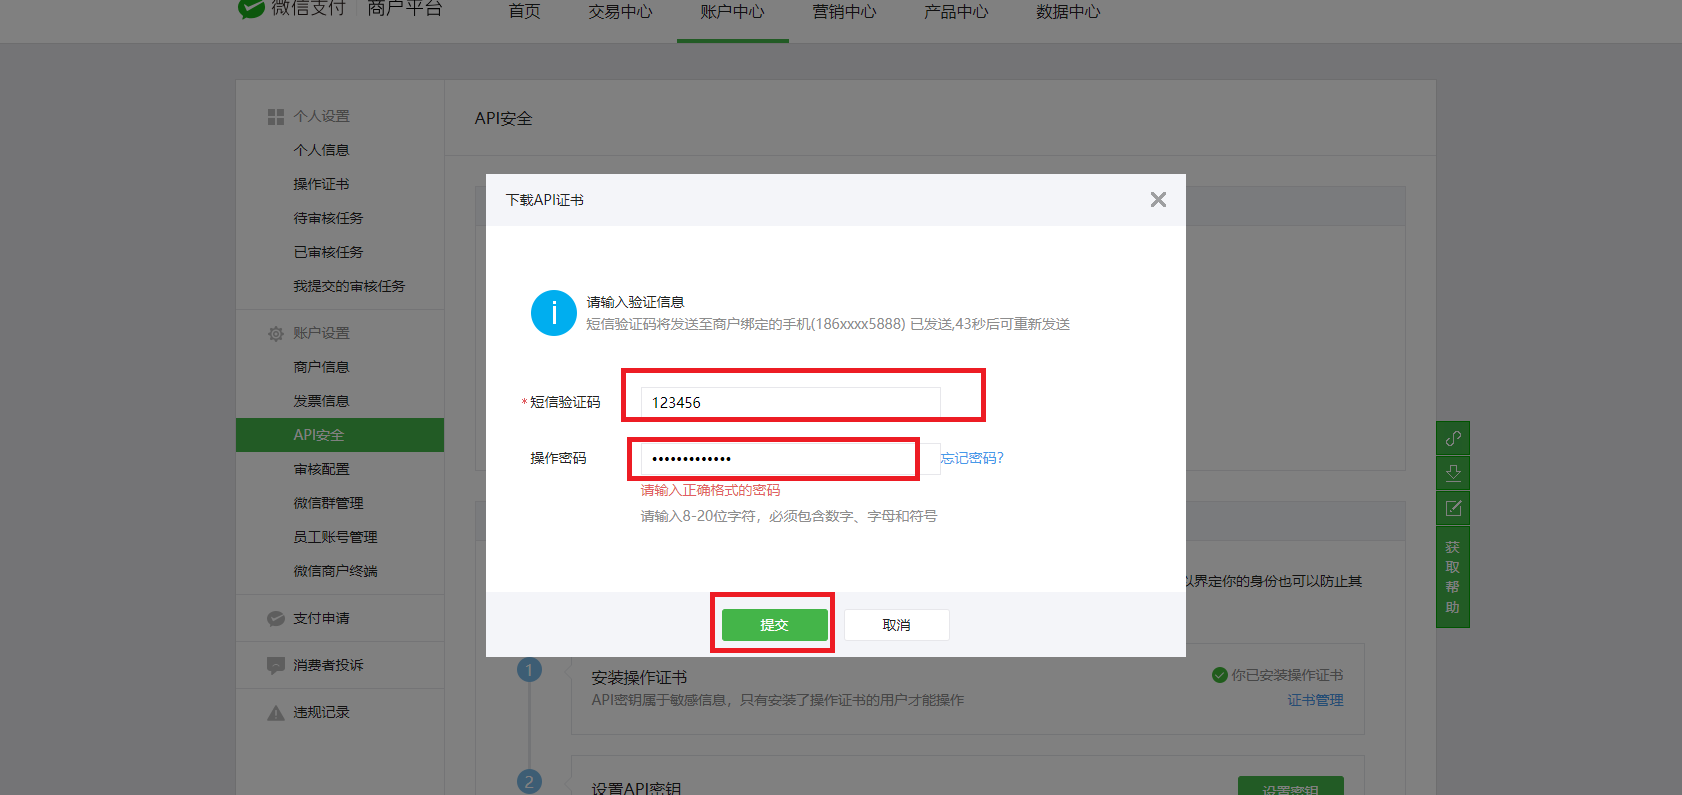 微信支付 | 商户平台
首页 交易中心 账户中心 营销中心 产品中心 数据中心
个人设置
个人信息
操作证书
待审核任务
已审核任务
我提交的审核任务
账户设置
商户信息
发票信息
API安全
审核配置
微信群管理
员工账号管理
微信商户终端
支付申请
消费者投诉
违规记录
API安全
下载API证书
i
请输入验证信息
短信验证码将发送至商户绑定的手机(186xxxx5888) 已发送,43秒后可重新发送
*短信验证码 123456
操作密码 ••••••••••••• 忘记密码?
请输入正确格式的密码
请输入8-20位字符，必须包含数字、字母和符号
提交 取消
以界定你的身份也可以防止其
1
安装操作证书
API密钥属于敏感信息，只有安装了操作证书的用户才能操作
你已安装操作证书
证书管理
2
设置API密钥
设置密钥
获
取
帮
助